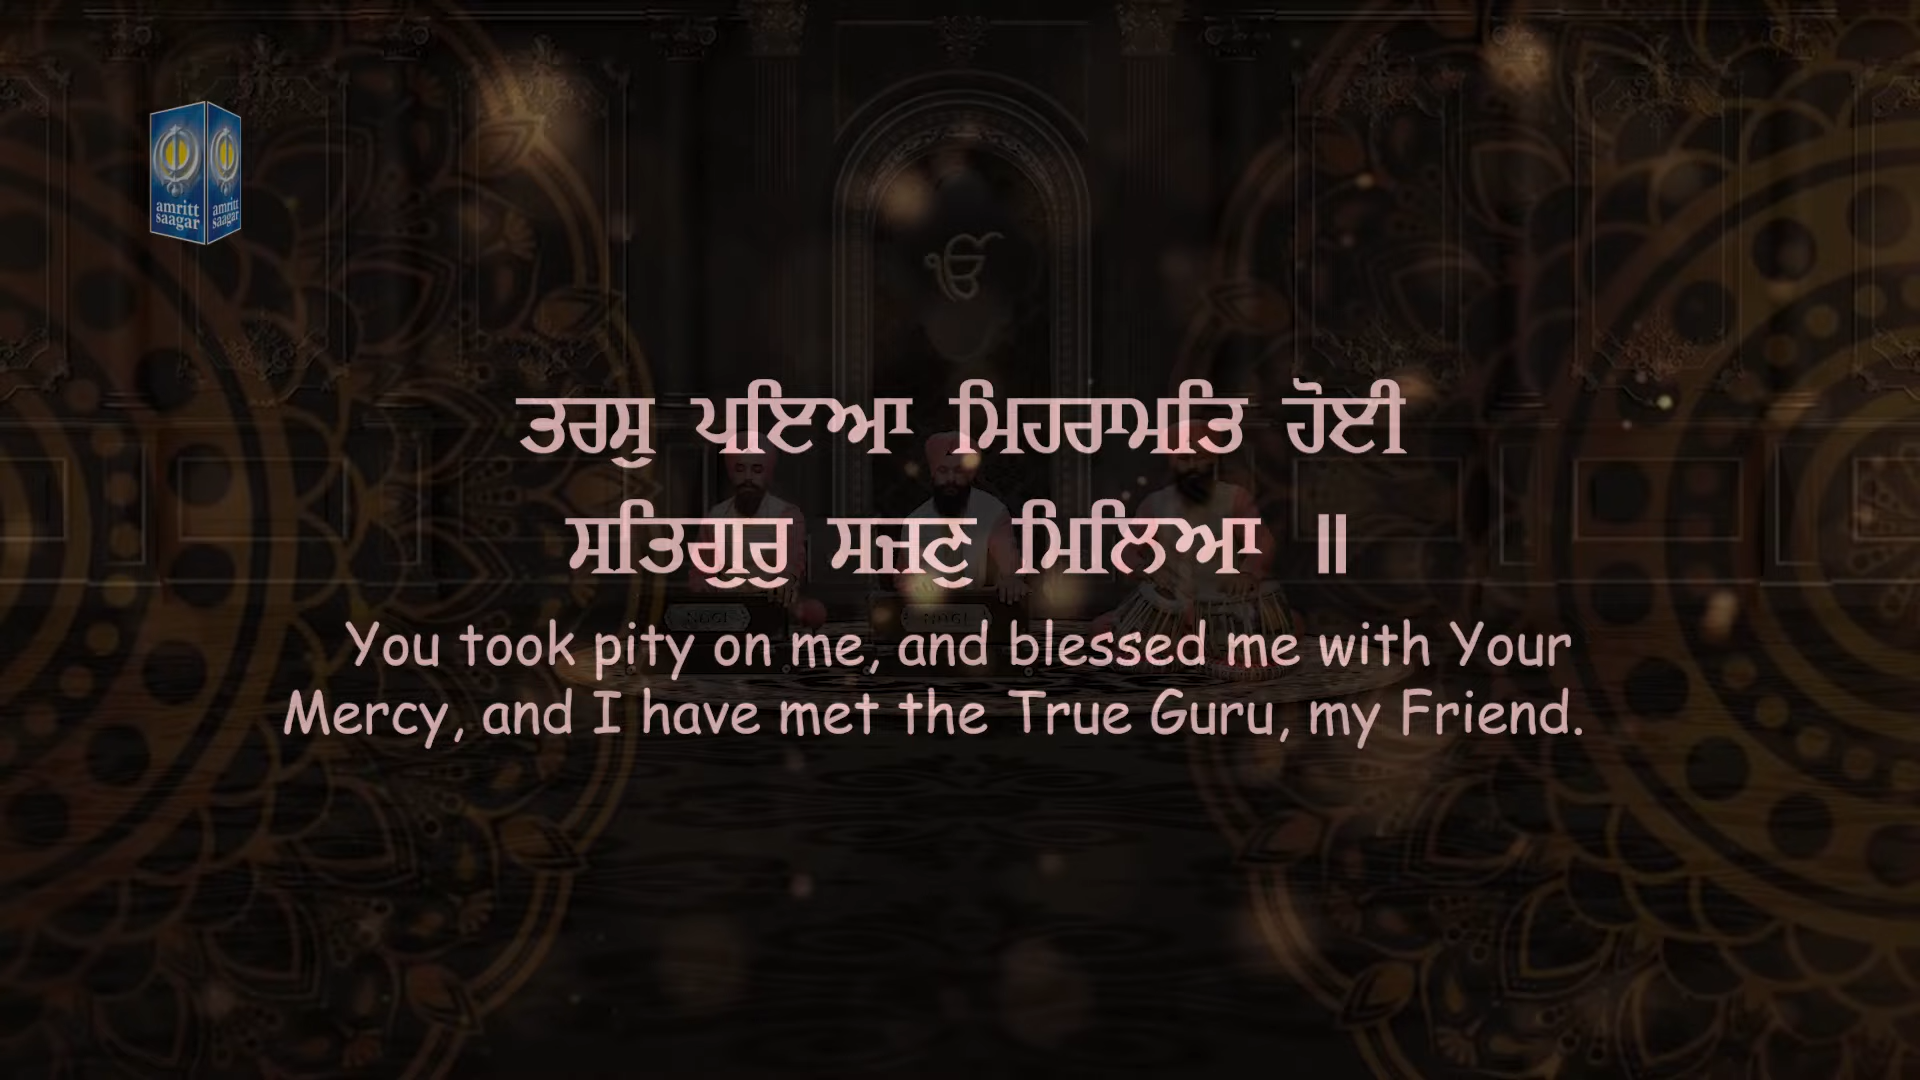 amritt
saagar
amritt
saagar
ਤਰਸੁ ਪਇਆ ਮਿਹਰਾਮਤਿ ਹੋਈ
ਸਤਿਗੁਰੁ ਸਜਣੁ ਮਿਲਿਆ ॥
You took pity on me, and blessed me with Your
Mercy, and I have met the True Guru, my Friend.